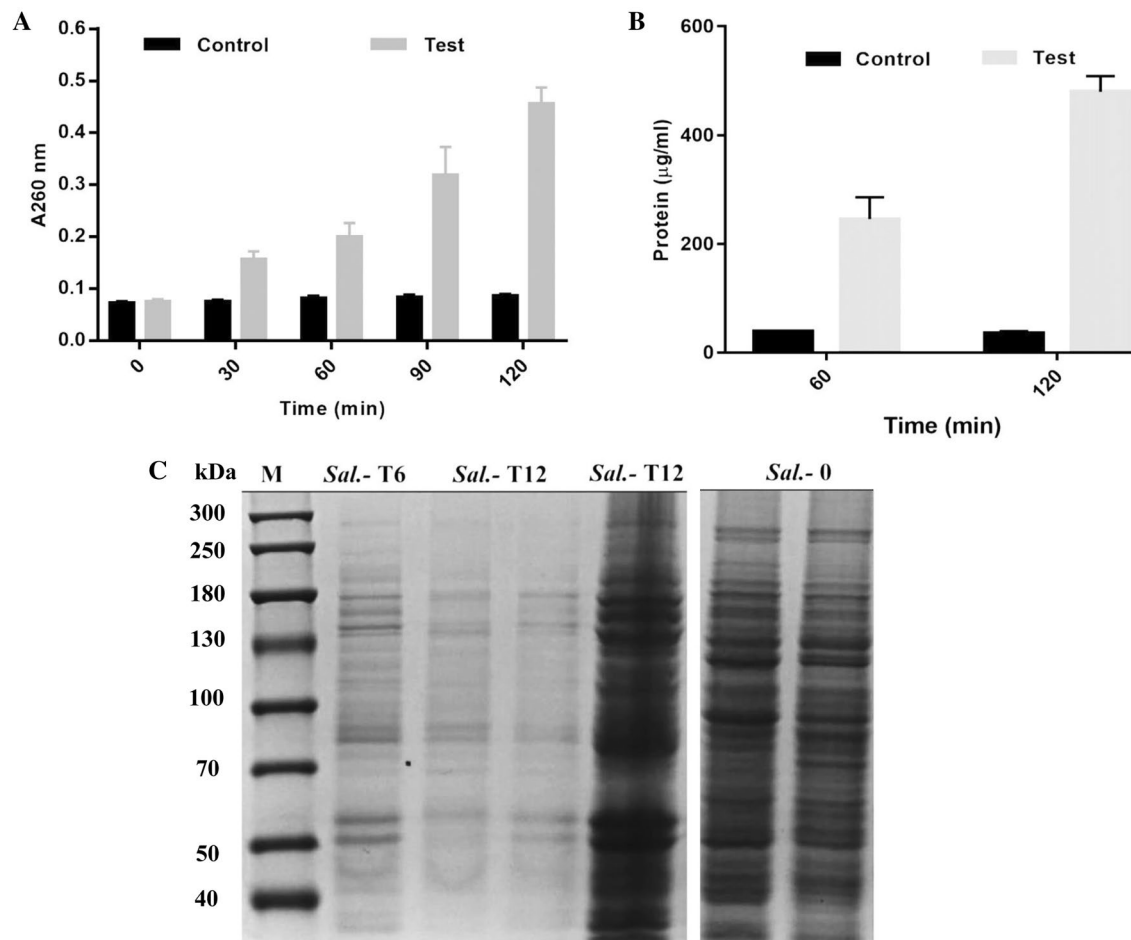 A
Control
Test
A260 nm
0.6
0.5
0.4
0.3
0.2
0.1
0.0
0
30
60
90
120
Time (min)
B
Control
Test
Protein (µg/ml)
600
400
200
0
60
120
Time (min)
C kDa M Sal.- T6 Sal.- T12 Sal.- T12 Sal.- 0
300
250
180
130
100
70
50
40